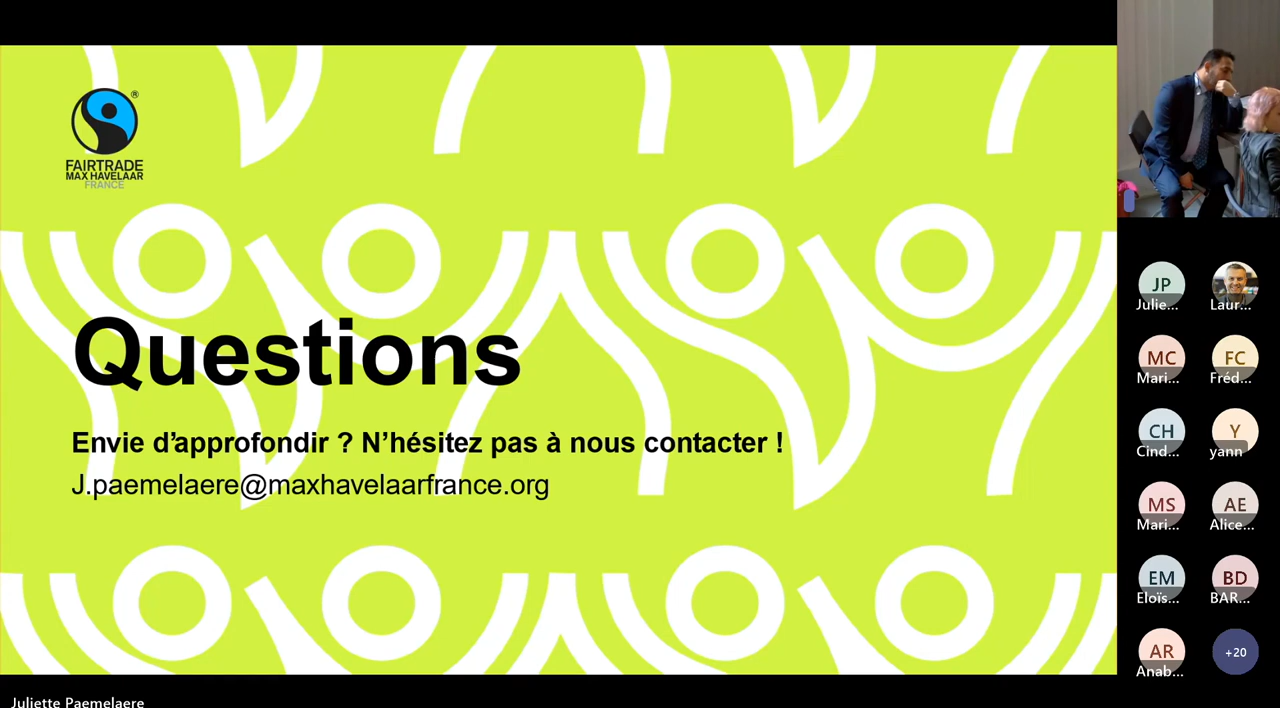 ®
FAIRTRADE
MAX HAVELAAR
FRANCE
Questions
Envie d’approfondir ? N’hésitez pas à nous contacter !
J.paemelaere@maxhavelaarfrance.org
JP
Julie...
Laur...
MC
Mari...
FC
Fréd...
CH
Cind...
Y
yann
MS
Mari...
AE
Alice...
EM
Eloïs...
BD
BAR...
AR
Anab...
+20
Juliette Paemelaere